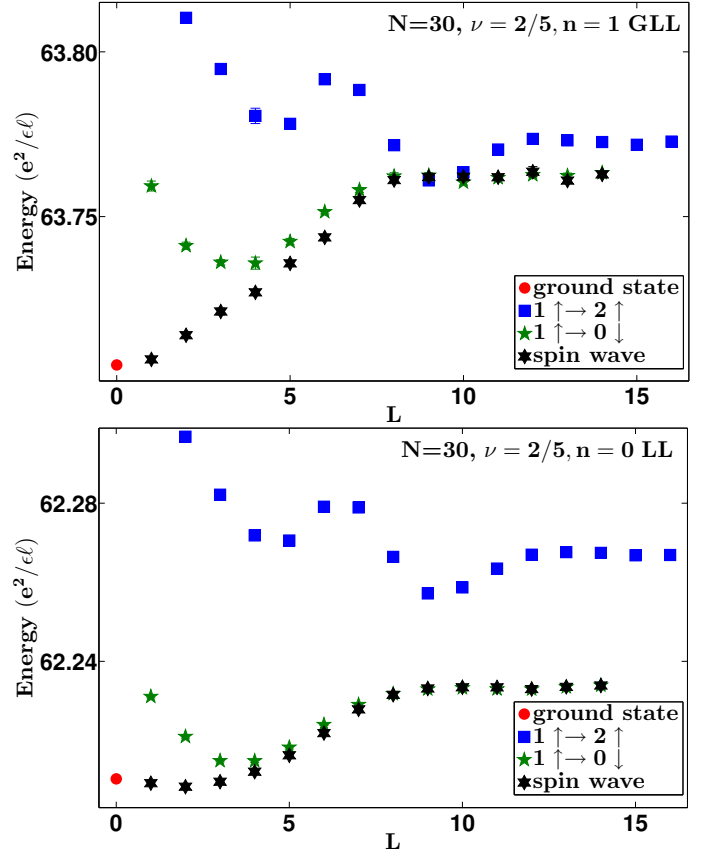 N=30, ν = 2/5, n = 1 GLL
63.80
63.75
Energy (e²/ϵℓ)
ground state
1 ↑→ 2 ↑
1 ↑→ 0 ↓
spin wave
0 5 10 15
L
N=30, ν = 2/5, n = 0 LL
62.28
62.24
Energy (e²/ϵℓ)
ground state
1 ↑→ 2 ↑
1 ↑→ 0 ↓
spin wave
0 5 10 15
L